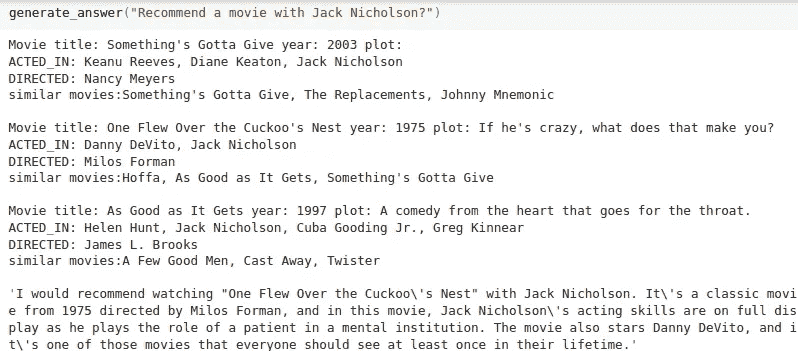 generate_answer("Recommend a movie with Jack Nicholson?")
Movie title: Something's Gotta Give year: 2003 plot:
ACTED_IN: Keanu Reeves, Diane Keaton, Jack Nicholson
DIRECTED: Nancy Meyers
similar movies:Something's Gotta Give, The Replacements, Johnny Mnemonic
Movie title: One Flew Over the Cuckoo's Nest year: 1975 plot: If he's crazy, what does that make you?
ACTED_IN: Danny DeVito, Jack Nicholson
DIRECTED: Milos Forman
similar movies:Hoffa, As Good as It Gets, Something's Gotta Give
Movie title: As Good as It Gets year: 1997 plot: A comedy from the heart that goes for the throat.
ACTED_IN: Helen Hunt, Jack Nicholson, Cuba Gooding Jr., Greg Kinnear
DIRECTED: James L. Brooks
similar movies:A Few Good Men, Cast Away, Twister
'I would recommend watching "One Flew Over the Cuckoo\'s Nest" with Jack Nicholson. It\'s a classic movi
e from 1975 directed by Milos Forman, and in this movie, Jack Nicholson\'s acting skills are on full dis
play as he plays the role of a patient in a mental institution. The movie also stars Danny DeVito, and i
t\'s one of those movies that everyone should see at least once in their lifetime.'